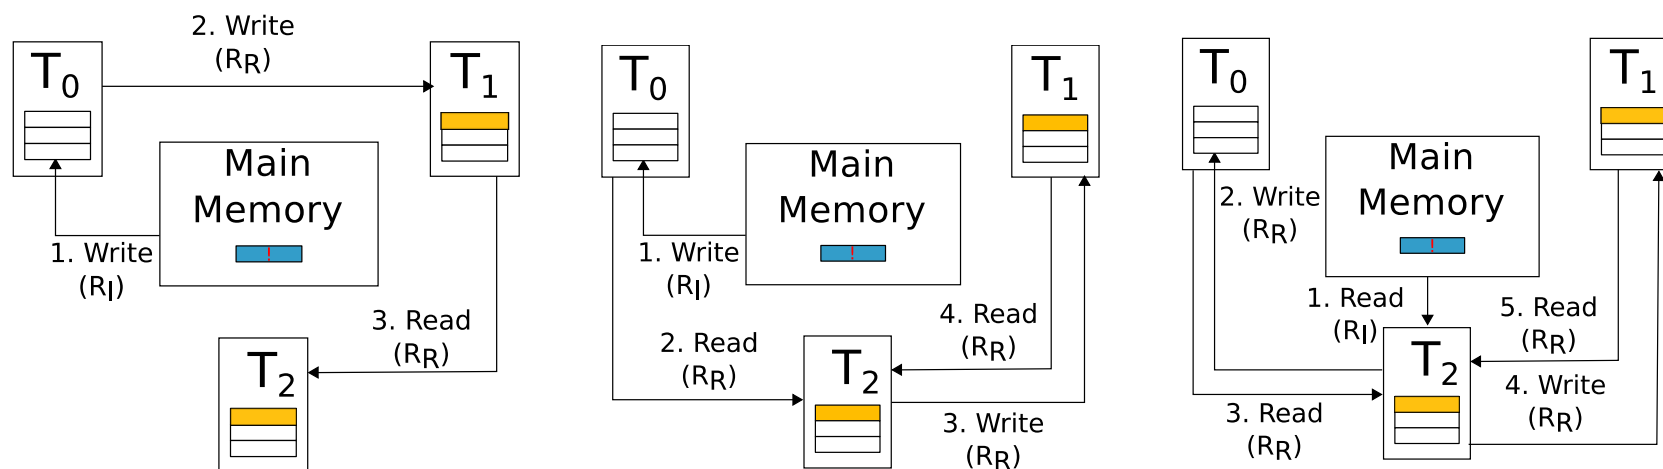 2. Write
(RR)
T0
T1
Main
Memory
!
1. Write
(RI)
3. Read
(RR)
T2
T0
T1
Main
Memory
!
1. Write
(RI)
4. Read
(RR)
2. Read
(RR)
T2
3. Write
(RR)
T0
T1
Main
Memory
!
2. Write
(RR)
1. Read
(RI)
5. Read
(RR)
T2
4. Write
(RR)
3. Read
(RR)